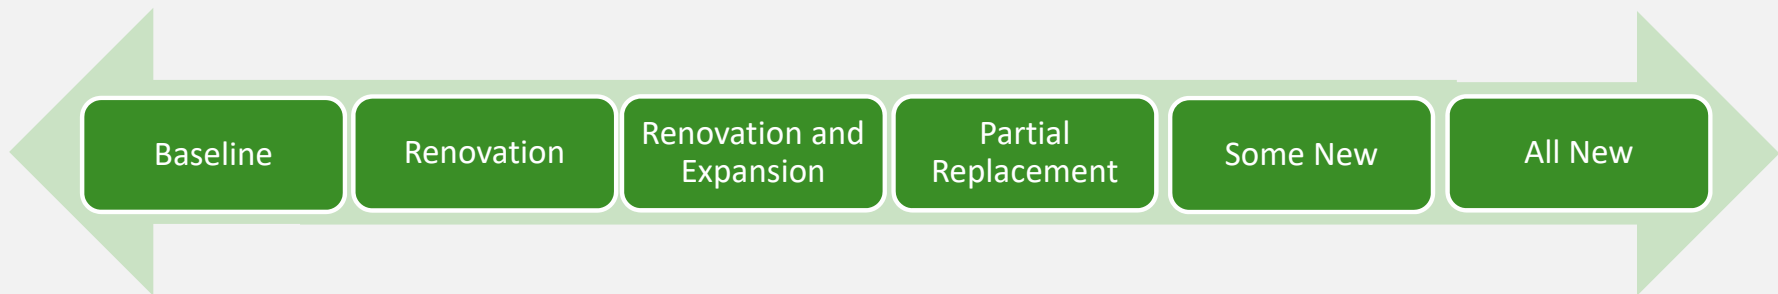 Baseline
Renovation
Renovation and
Expansion
Partial
Replacement
Some New
All New